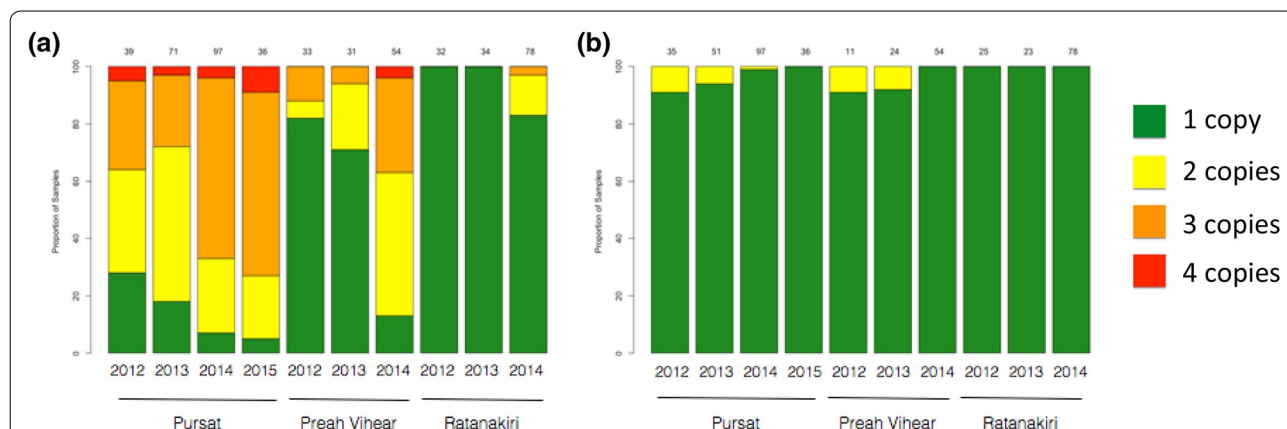 (a)
39 71 97 36 33 31 54 32 34 78
Proportion of Samples
100
80
60
40
20
0
2012 2013 2014 2015 2012 2013 2014 2012 2013 2014
Pursat Preah Vihear Ratanakiri
(b)
35 51 97 36 11 24 54 25 23 78
Proportion of Samples
100
80
60
40
20
0
2012 2013 2014 2015 2012 2013 2014 2012 2013 2014
Pursat Preah Vihear Ratanakiri
1 copy
2 copies
3 copies
4 copies